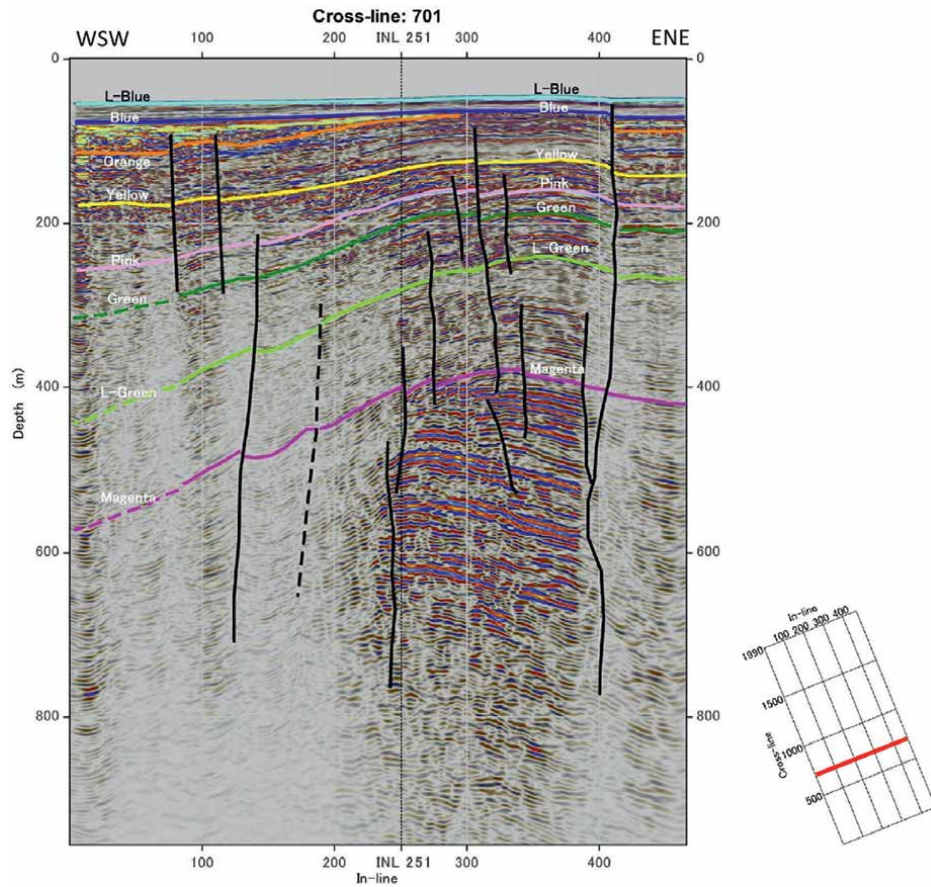 Cross-line: 701
WSW 100 200 INL 251 300 400 ENE
0 0
L-Blue L-Blue
Blue Blue
Orange
Yellow
Yellow
Pink
Green
200 200
L-Green
Pink
Green
Magenta
L-Green
400 400
Depth (m)
Magenta
600 600
800 800
100 200 INL 251 300 400
In-line
In-line
100 200 300 400
1990
1500
1000
500
Cross-line